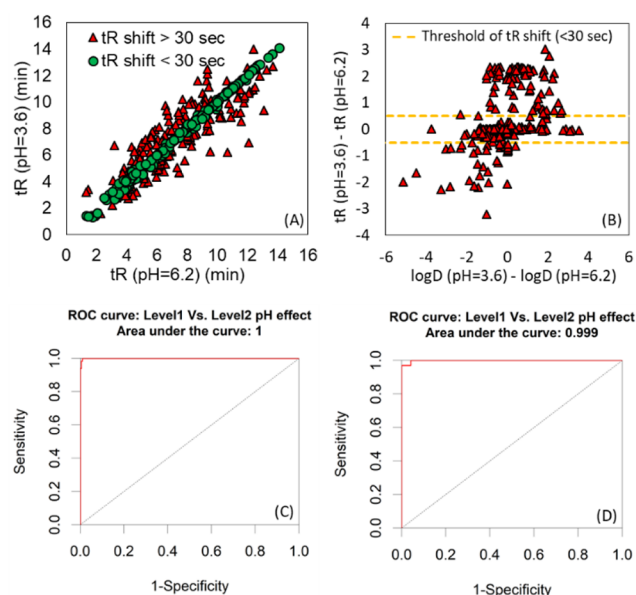 16
14
12
10
8
6
4
2
0
tR (pH=3.6) (min)
tR shift > 30 sec
tR shift < 30 sec
(A)
0 2 4 6 8 10 12 14 16
tR (pH=6.2) (min)
4
3
2
1
0
-1
-2
-3
-4
tR (pH=3.6) - tR (pH=6.2)
Threshold of tR shift (<30 sec)
(B)
-6 -4 -2 0 2 4 6
logD (pH=3.6) - logD (pH=6.2)
ROC curve: Level1 Vs. Level2 pH effect
Area under the curve: 1
1.0
0.8
0.6
0.4
0.2
0.0
Sensitivity
(C)
0.0 0.2 0.4 0.6 0.8 1.0
1-Specificity
ROC curve: Level1 Vs. Level2 pH effect
Area under the curve: 0.999
1.0
0.8
0.6
0.4
0.2
0.0
Sensitivity
(D)
0.0 0.2 0.4 0.6 0.8 1.0
1-Specificity